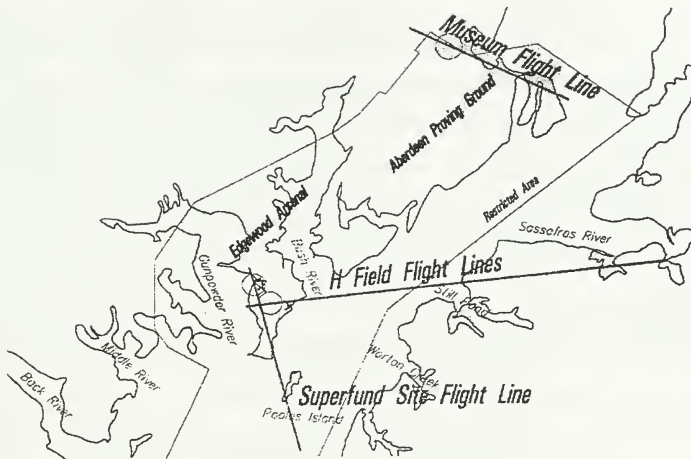 Museum Flight Line
Aberdeen Proving Ground
Restricted Area
Edgewood Arsenal
Bush River
Sassafras River
H Field Flight Lines
Gunpowder River
Still Pond
Worton Creek
Middle River
Back River
Superfund Site Flight Line
Pooles Island